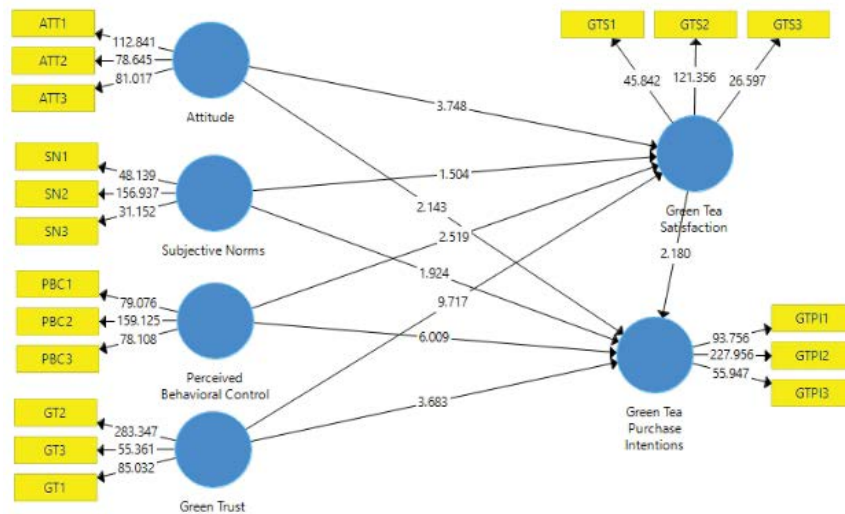 ATT1
112.841
ATT2
78.645
ATT3
81.017
Attitude
SN1
48.139
SN2
156.937
SN3
31.152
Subjective Norms
PBC1
79.076
PBC2
159.125
PBC3
78.108
Perceived
Behavioral Control
GT2
283.347
GT3
55.361
GT1
85.032
Green Trust
3.748
1.504
2.143
2.519
1.924
9.717
6.009
3.683
GTS1
GTS2
GTS3
45.842
121.356
26.597
Green Tea
Satisfaction
2.180
GTPI1
93.756
GTPI2
227.956
GTPI3
55.947
Green Tea
Purchase
Intentions